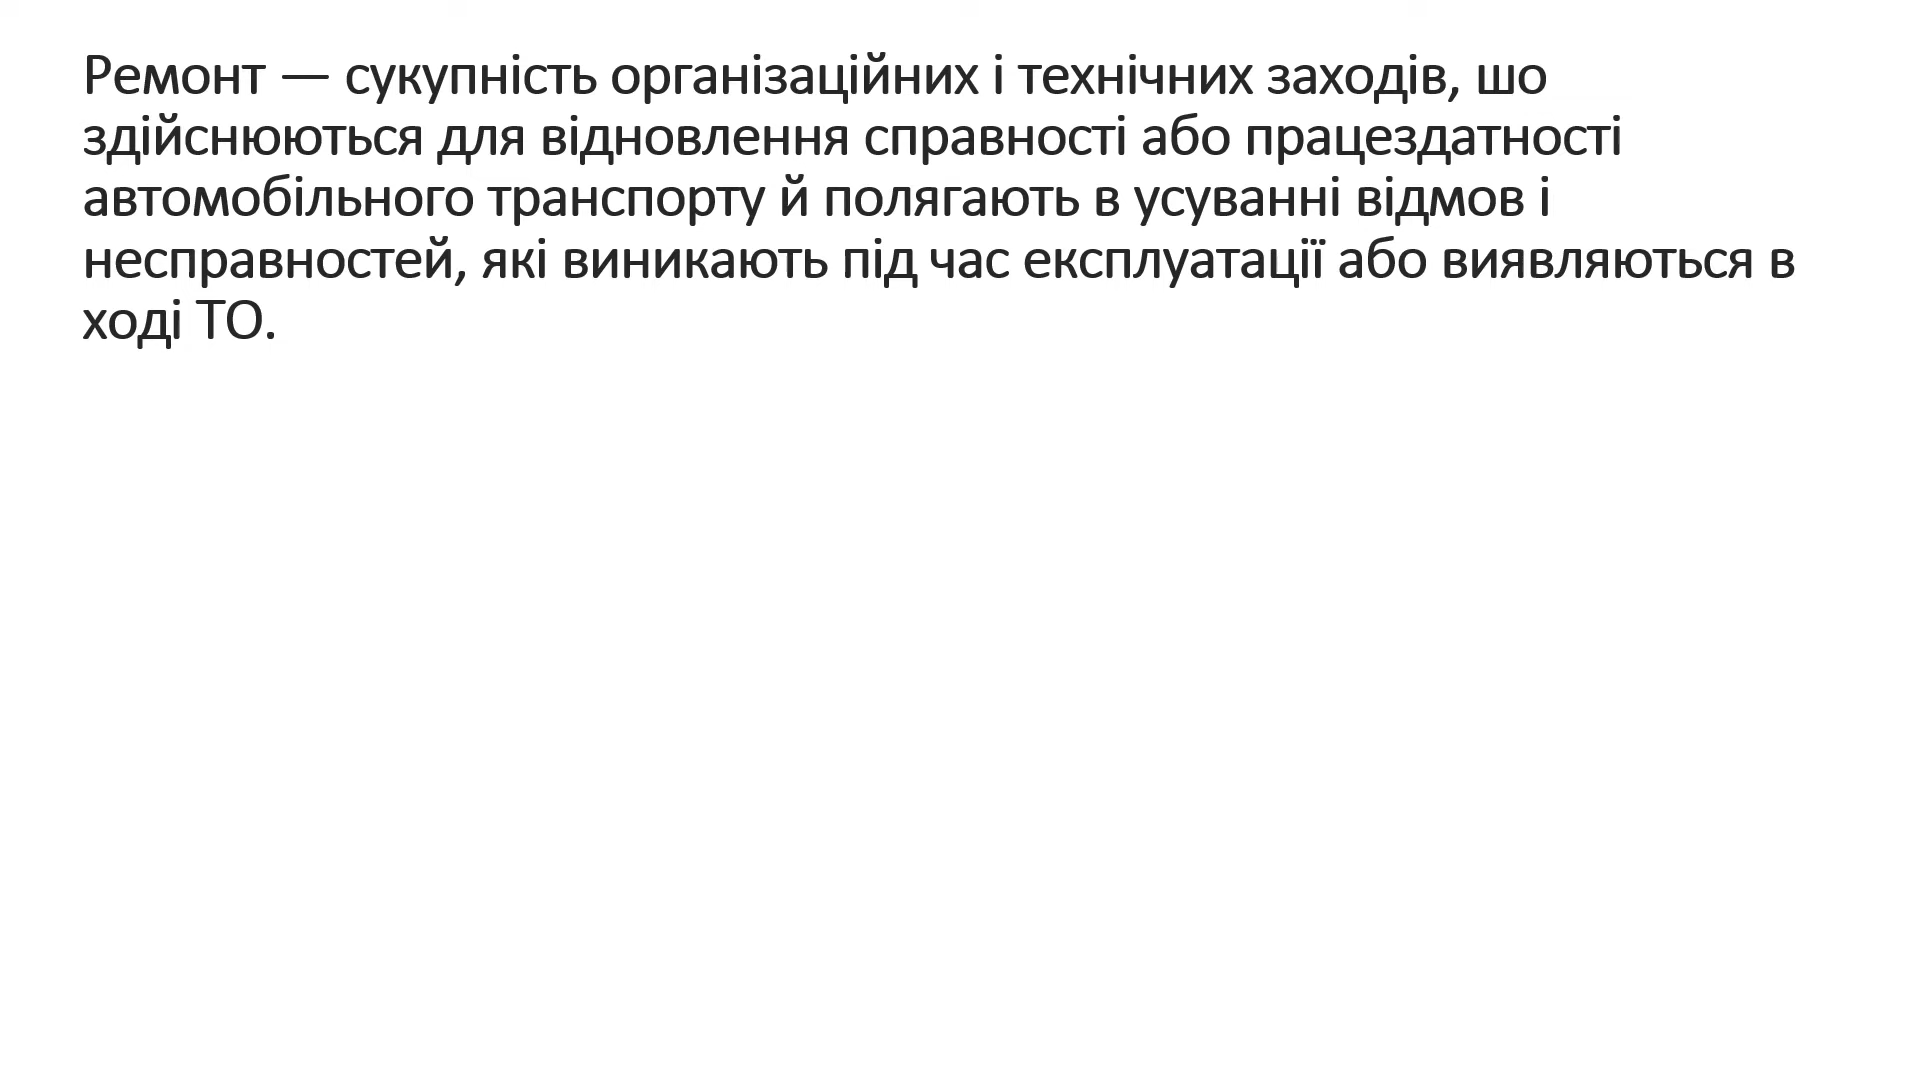 Ремонт — сукупність організаційних і технічних заходів, шо
здійснюються для відновлення справності або працездатності
автомобільного транспорту й полягають в усуванні відмов і
несправностей, які виникають під час експлуатації або виявляються в
ході ТО.